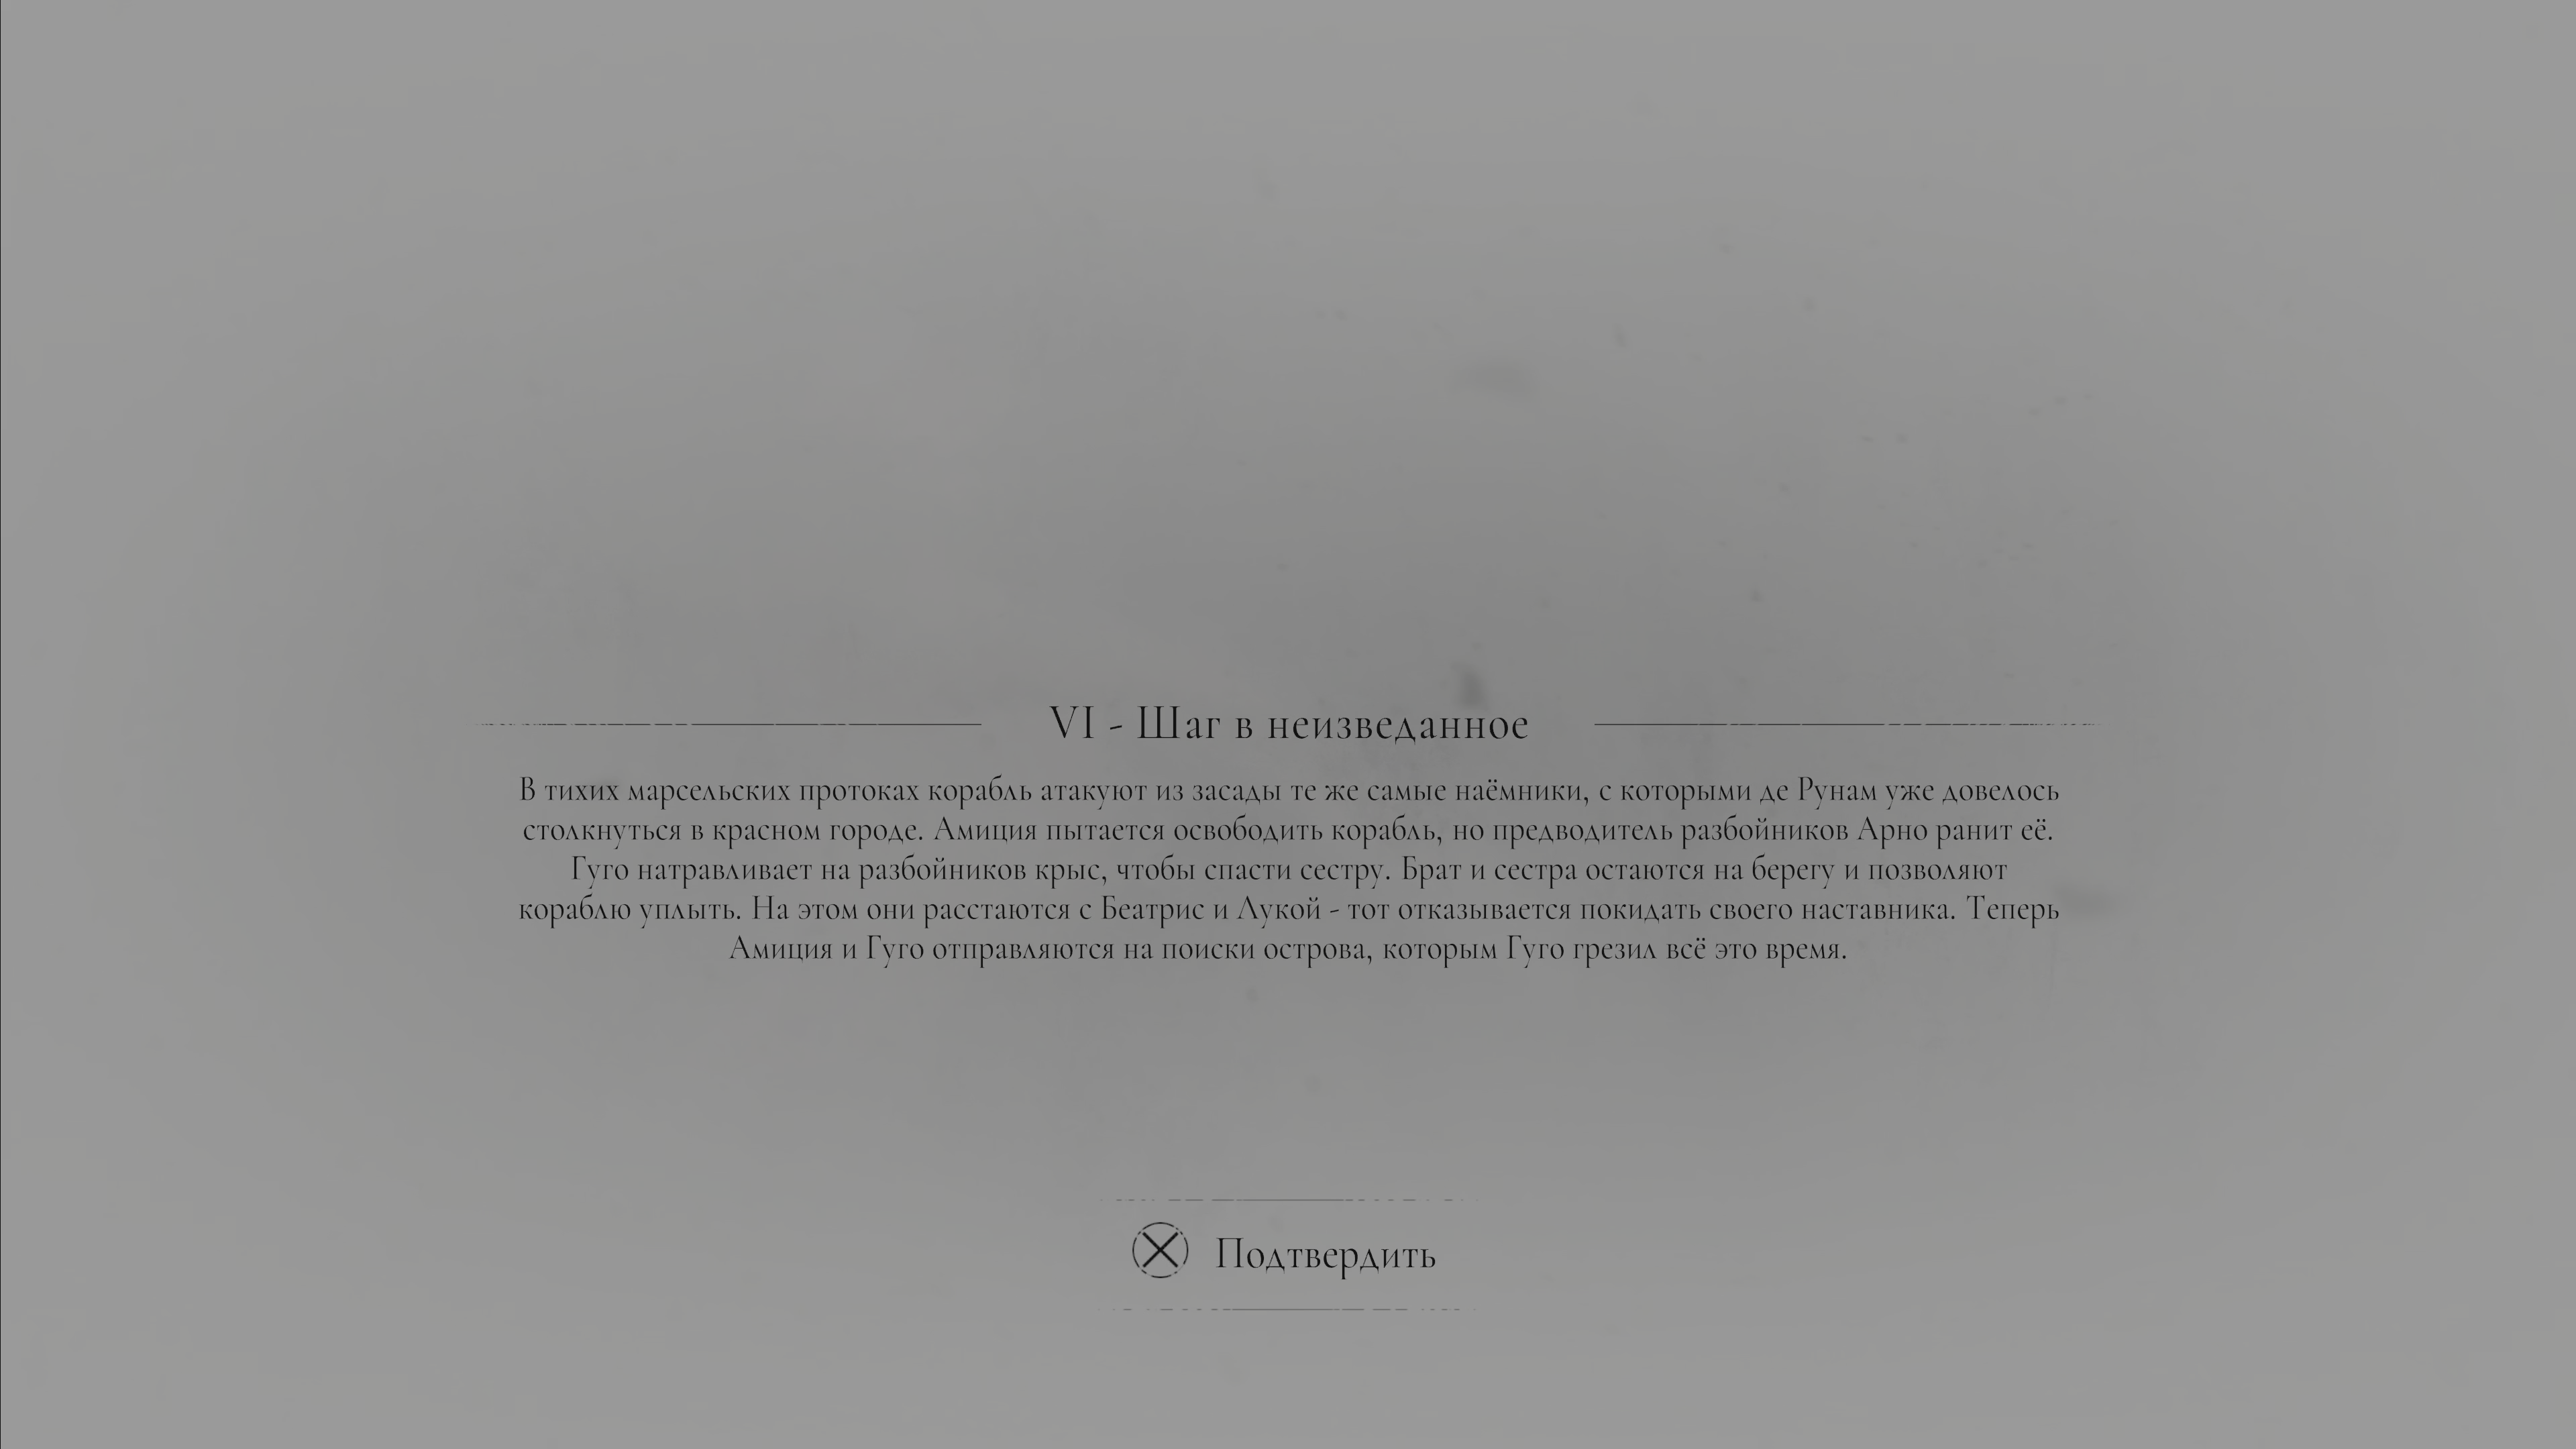 VI - Шаг в неизведанное
В тихих марсельских протоках корабль атакуют из засады те же самые наёмники, с которыми де Рунам уже довелось
столкнуться в красном городе. Амиция пытается освободить корабль, но предводитель разбойников Арно ранит её.
Гуго натравливает на разбойников крыс, чтобы спасти сестру. Брат и сестра остаются на берегу и позволяют
кораблю уплыть. На этом они расстаются с Беатрис и Лукой - тот отказывается покидать своего наставника. Теперь
Амиция и Гуго отправляются на поиски острова, которым Гуго грезил всё это время.
Подтвердить